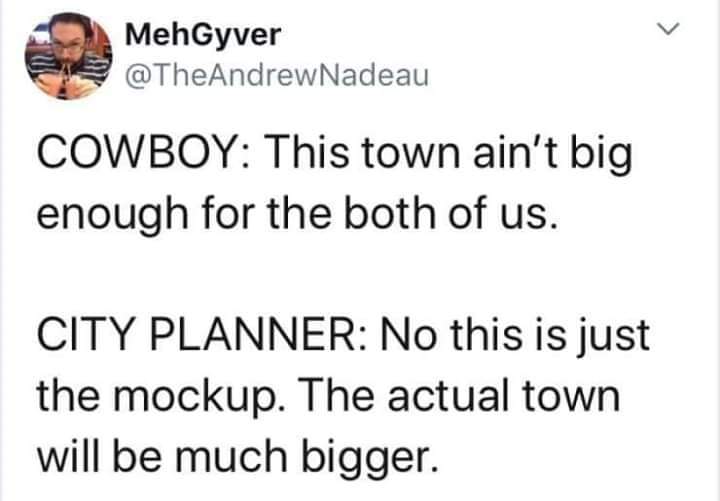 MehGyver
@TheAndrewNadeau
COWBOY: This town ain't big
enough for the both of us.
CITY PLANNER: No this is just
the mockup. The actual town
will be much bigger.